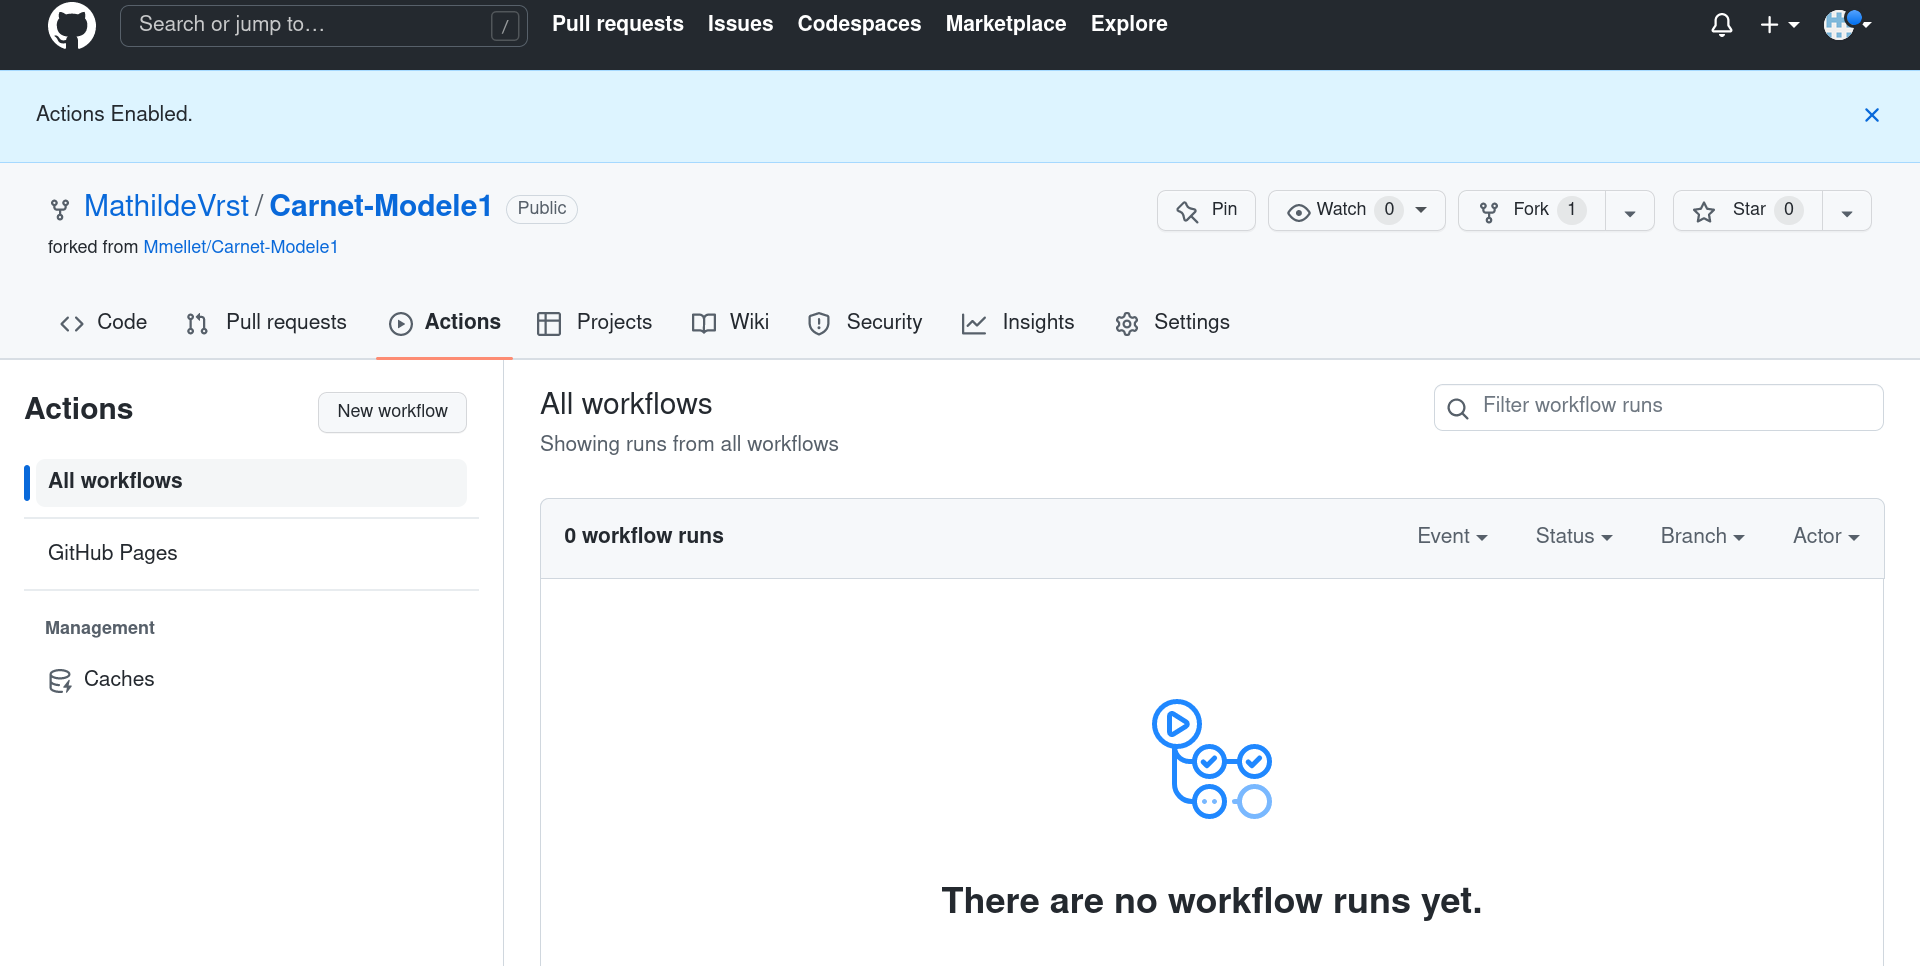 Search or jump to… / Pull requests Issues Codespaces Marketplace Explore
Actions Enabled.
MathildeVrst / Carnet-Modele1 Public Pin Watch 0 Fork 1 Star 0
forked from Mmellet/Carnet-Modele1
Code Pull requests Actions Projects Wiki Security Insights Settings
Actions New workflow
All workflows
GitHub Pages
Management
Caches
All workflows
Showing runs from all workflows
Filter workflow runs
0 workflow runs Event Status Branch Actor
There are no workflow runs yet.